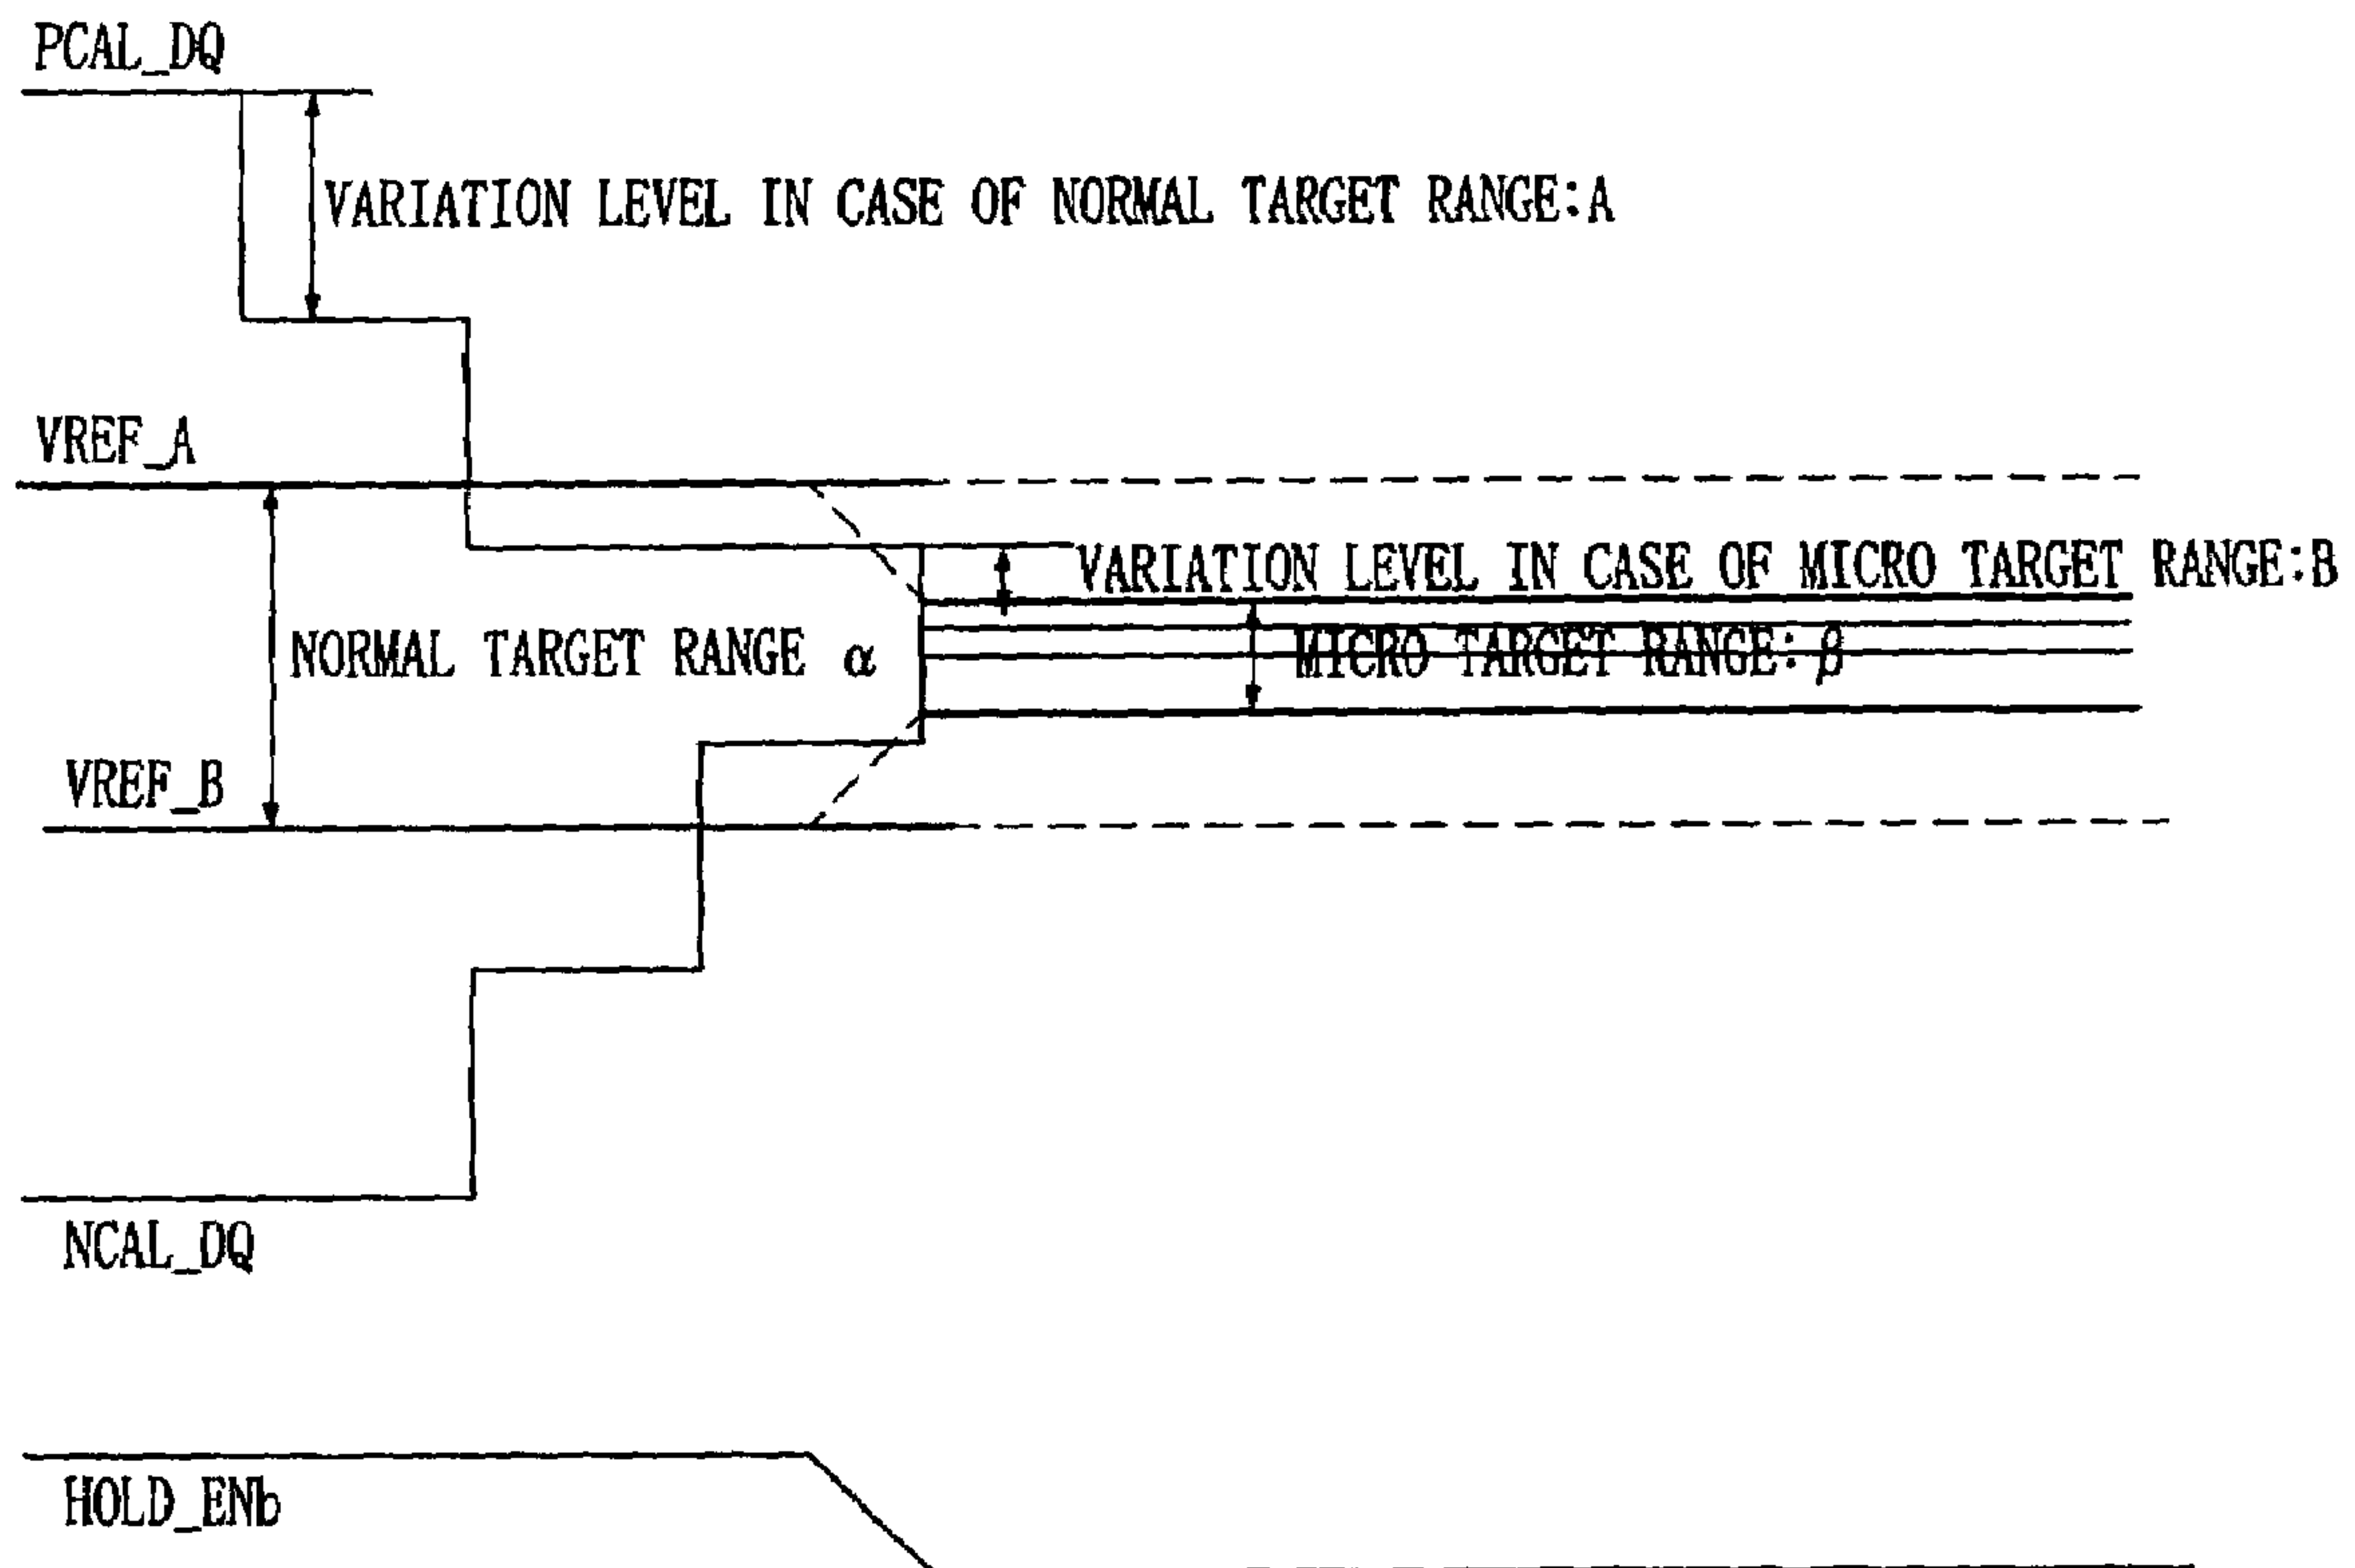 PCAL_DQ
VARIATION LEVEL IN CASE OF NORMAL TARGET RANGE:A
VREF_A
VARIATION LEVEL IN CASE OF MICRO TARGET RANGE:B
NORMAL TARGET RANGE α
MICRO TARGET RANGE:β
VREF_B
NCAL_DQ
HOLD_ENb